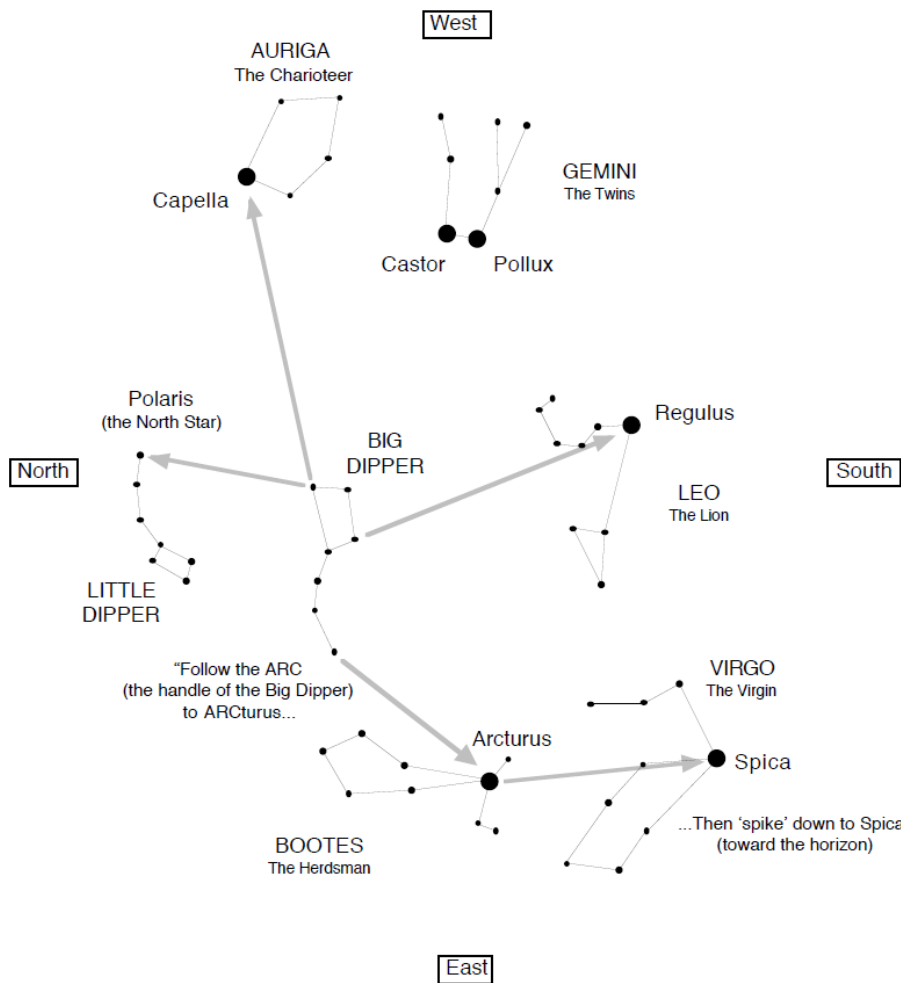 West
AURIGA
The Charioteer
GEMINI
The Twins
Capella
Castor
Pollux
Polaris
(the North Star)
Regulus
BIG
DIPPER
North
South
LEO
The Lion
LITTLE
DIPPER
"Follow the ARC
(the handle of the Big Dipper)
to ARCturus...
VIRGO
The Virgin
Arcturus
Spica
...Then ‘spike’ down to Spica
(toward the horizon)
BOOTES
The Herdsman
East